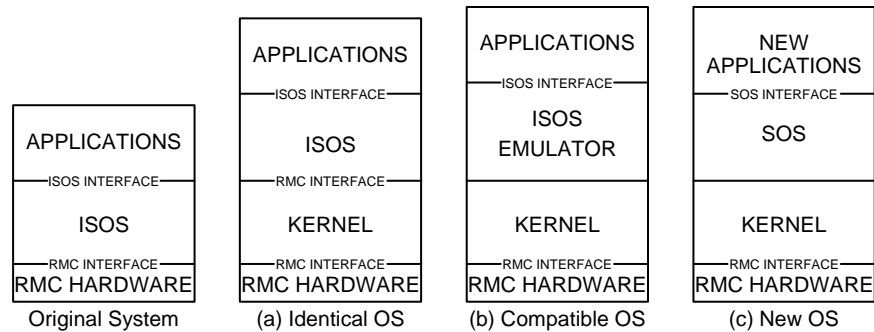 APPLICATIONS
ISOS INTERFACE
ISOS
RMC INTERFACE
RMC HARDWARE
Original System
APPLICATIONS
ISOS INTERFACE
ISOS
RMC INTERFACE
KERNEL
RMC INTERFACE
RMC HARDWARE
(a) Identical OS
APPLICATIONS
ISOS INTERFACE
ISOS
EMULATOR
KERNEL
RMC INTERFACE
RMC HARDWARE
(b) Compatible OS
NEW
APPLICATIONS
SOS INTERFACE
SOS
KERNEL
RMC INTERFACE
RMC HARDWARE
(c) New OS